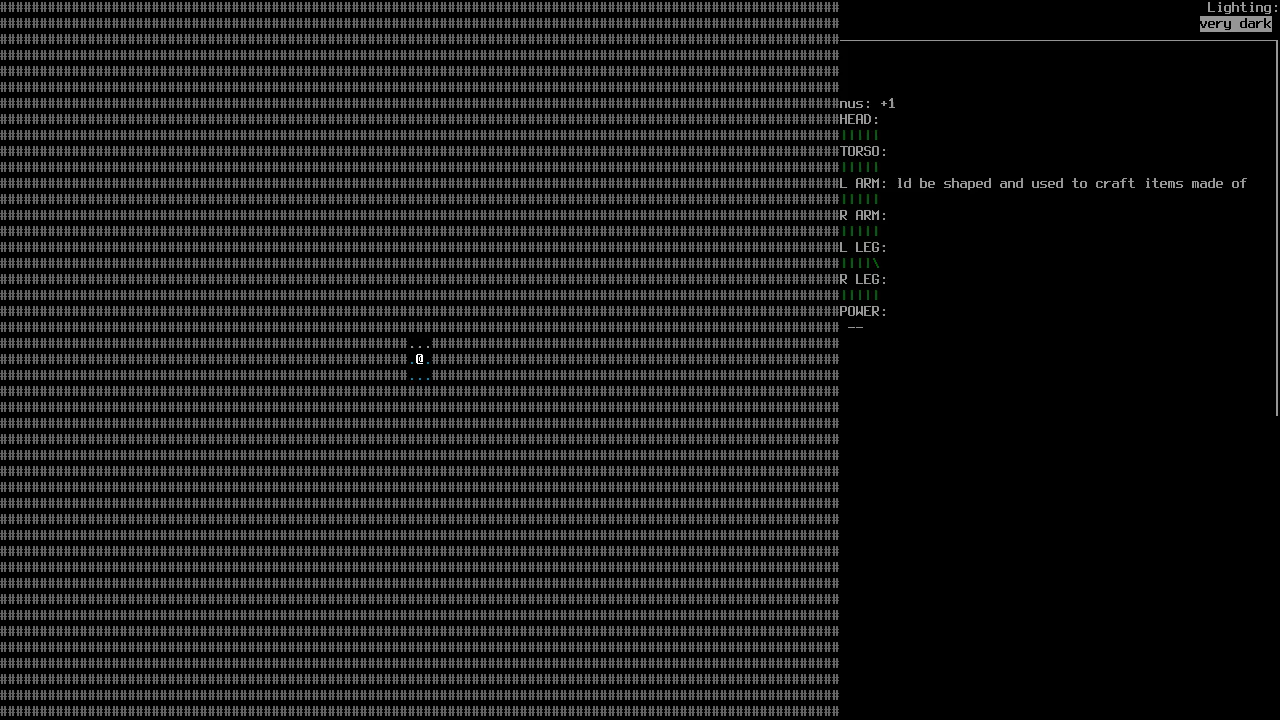 Lighting:
very dark
nus: +1
HEAD:
|||||
TORSO:
|||||
L ARM: ld be shaped and used to craft items made of
|||||
R ARM:
|||||
L LEG:
||||\
R LEG:
|||||
POWER:
--
...
.@.
...